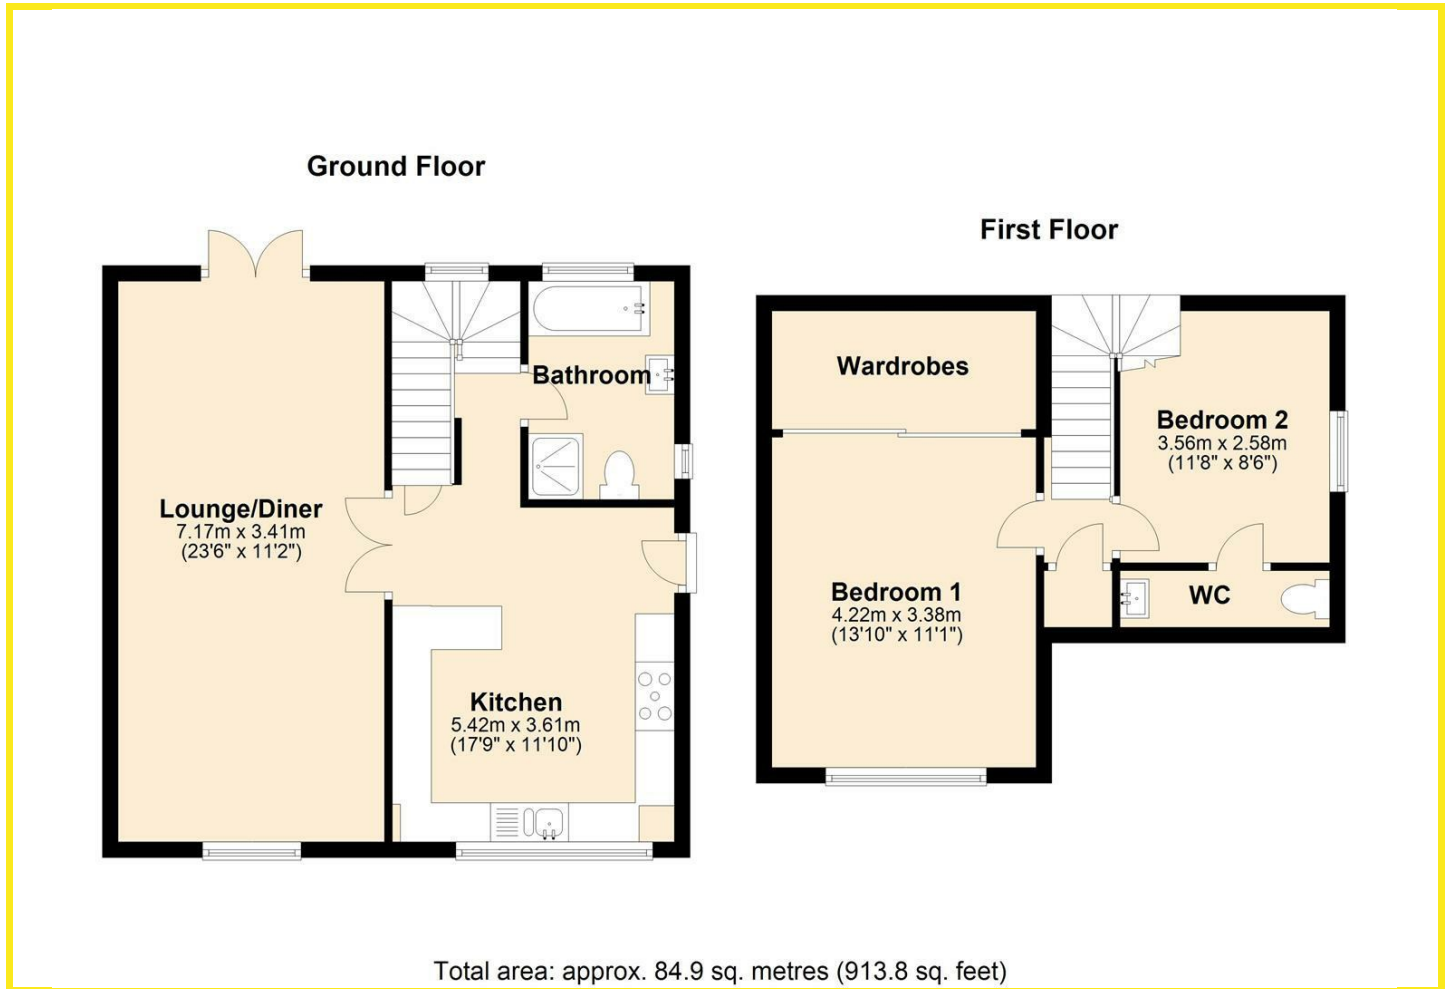 Ground Floor
First Floor
Lounge/Diner
7.17m x 3.41m
(23'6" x 11'2")
Bathroom
Kitchen
5.42m x 3.61m
(17'9" x 11'10")
Wardrobes
Bedroom 1
4.22m x 3.38m
(13'10" x 11'1")
Bedroom 2
3.56m x 2.58m
(11'8" x 8'6")
WC
Total area: approx. 84.9 sq. metres (913.8 sq. feet)